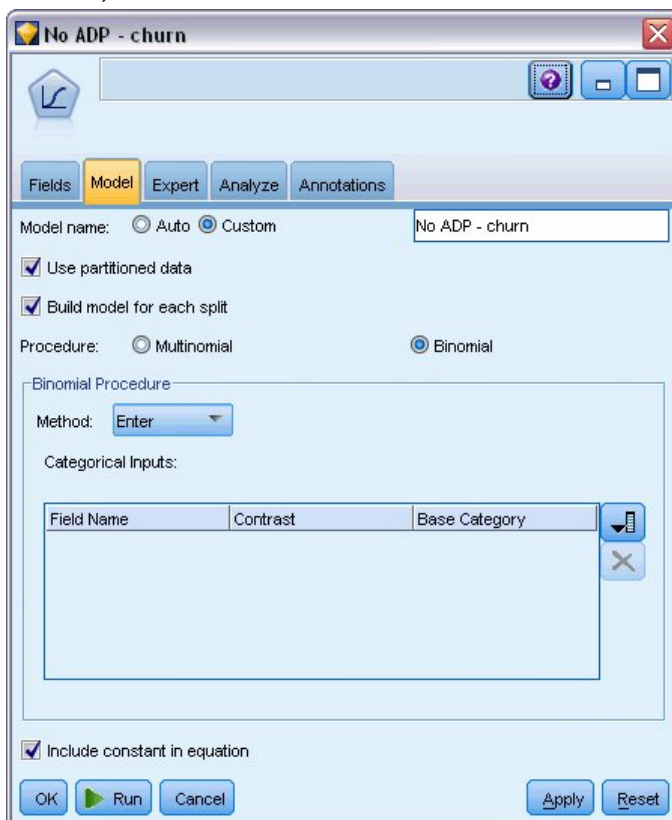 No ADP - churn
Fields Model Expert Analyze Annotations
Model name: Auto Custom No ADP - churn
Use partitioned data
Build model for each split
Procedure: Multinomial Binomial
Binomial Procedure
Method: Enter
Categorical Inputs:
Field Name Contrast Base Category
Include constant in equation
OK Run Cancel Apply Reset